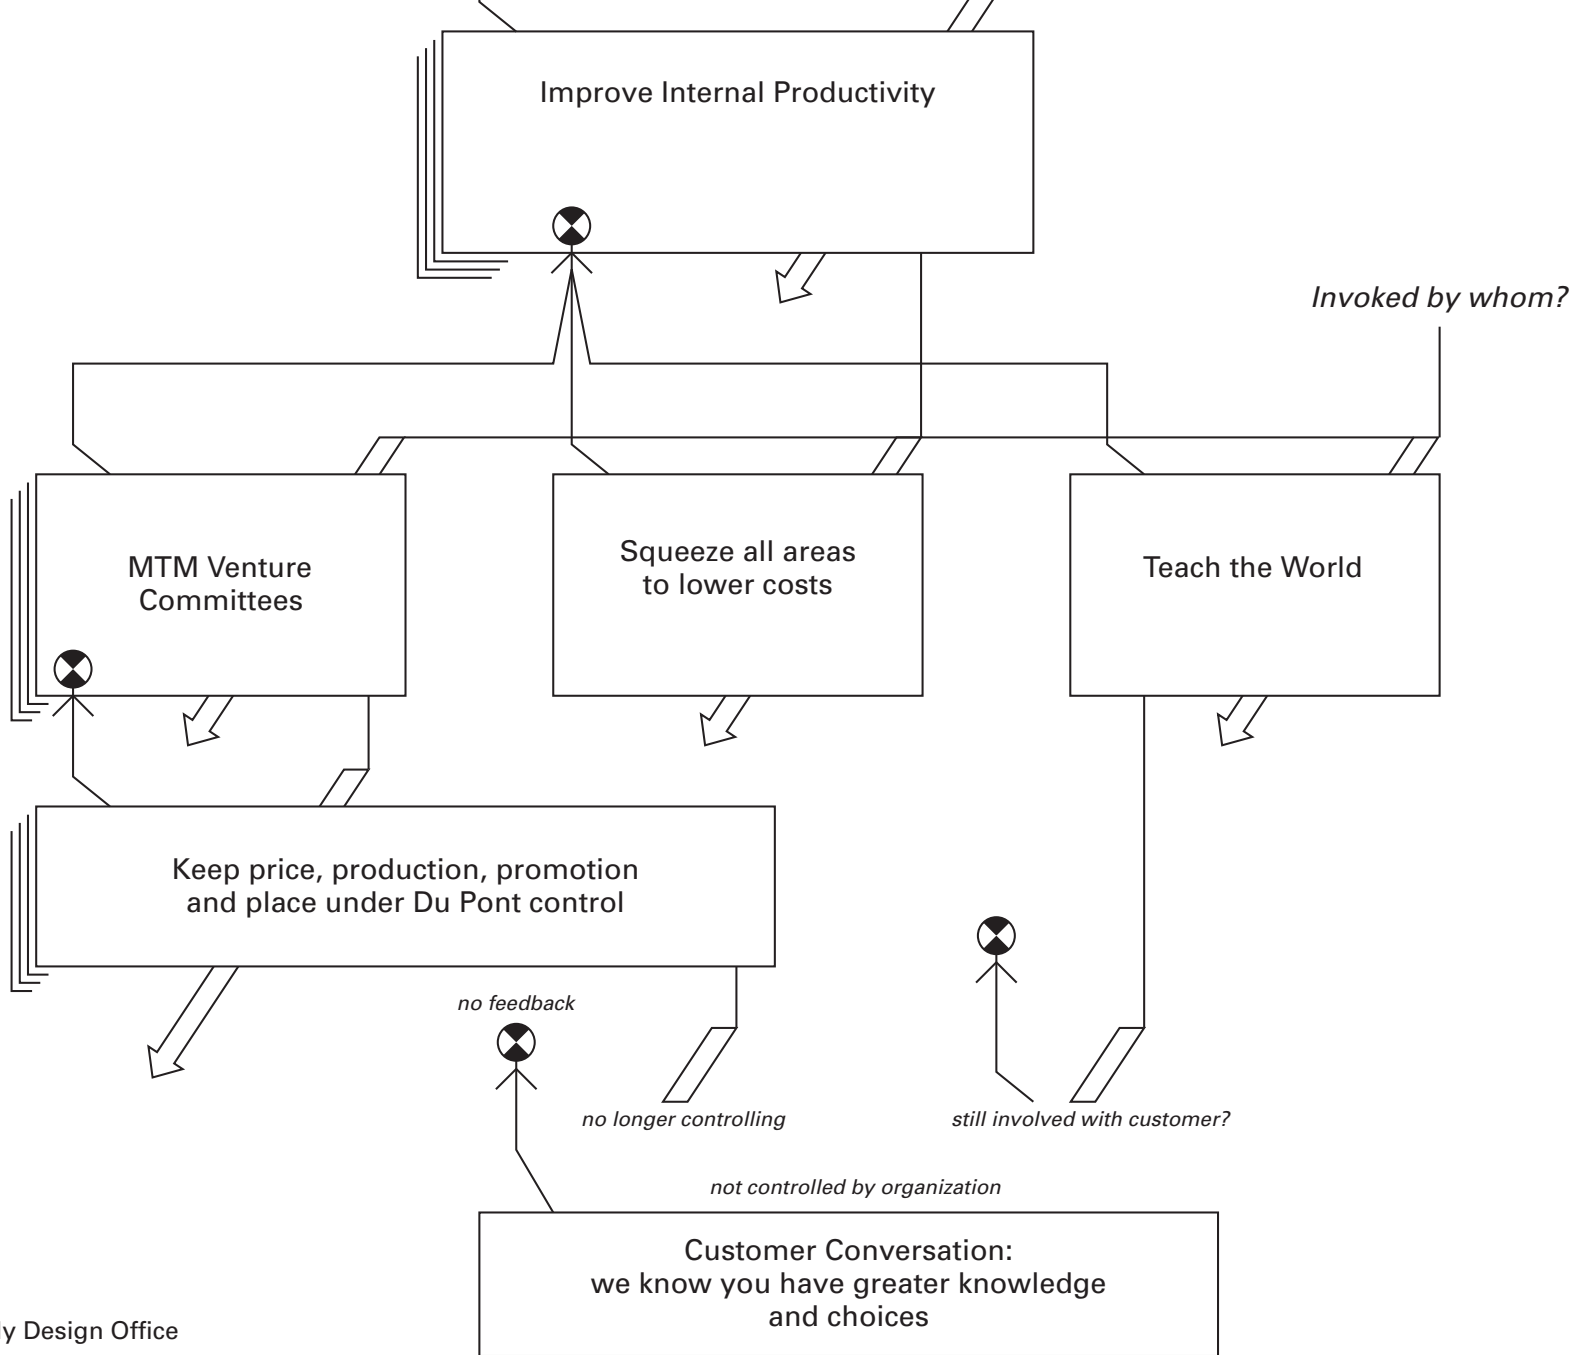 Improve Internal Productivity
Invoked by whom?
MTM Venture
Committees
Squeeze all areas
to lower costs
Teach the World
Keep price, production, promotion
and place under Du Pont control
no feedback
no longer controlling
still involved with customer?
not controlled by organization
Customer Conversation:
we know you have greater knowledge
and choices
Design Office